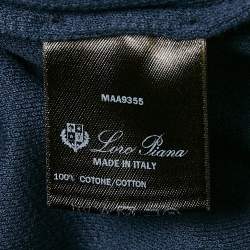 MAA9355
Loro Piana
MADE IN ITALY
100% COTONE/COTTON